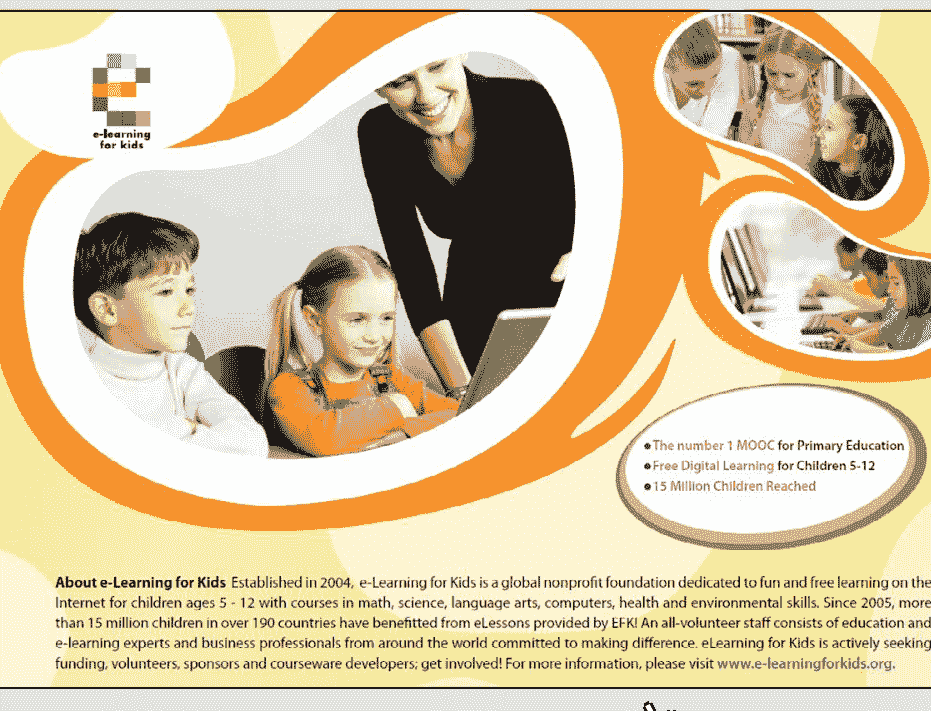 e-learning
for kids
The number 1 MOOC for Primary Education
Free Digital Learning for Children 5-12
15 Million Children Reached
About e-Learning for Kids Established in 2004, e-Learning for Kids is a global nonprofit foundation dedicated to fun and free learning on the
Internet for children ages 5 - 12 with courses in math, science, language arts, computers, health and environmental skills. Since 2005, more
than 15 million children in over 190 countries have benefitted from eLessons provided by EFK! An all-volunteer staff consists of education and
e-learning experts and business professionals from around the world committed to making difference. eLearning for Kids is actively seeking
funding, volunteers, sponsors and courseware developers; get involved! For more information, please visit www.e-learningforkids.org.